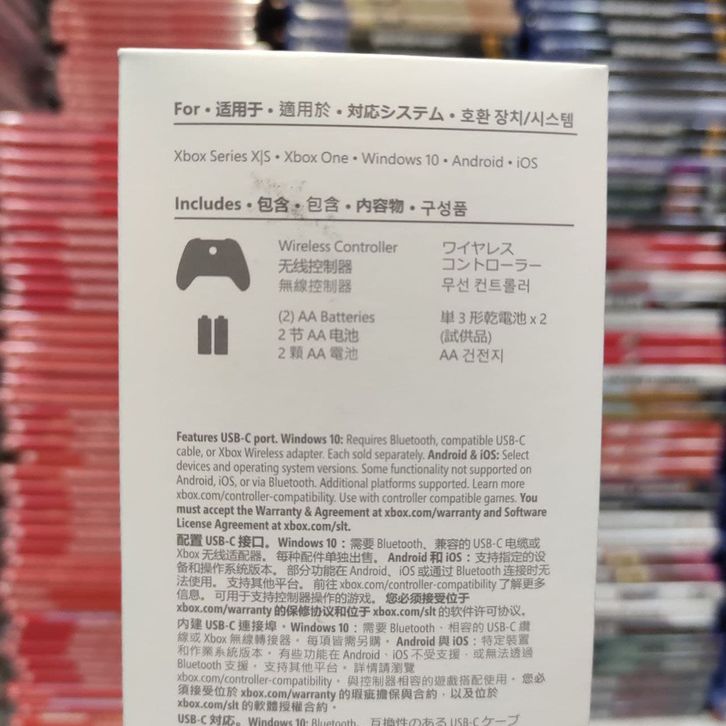 For • 适用于 • 適用於 • 対応システム • 호환 장치/시스템
Xbox Series X|S • Xbox One • Windows 10 • Android • iOS
Includes • 包含 • 包含 • 内容物 • 구성품
Wireless Controller
无线控制器
無線控制器
ワイヤレス
コントローラー
무선 컨트롤러
(2) AA Batteries
2 节 AA 电池
2 顆 AA 電池
単 3 形乾電池 x 2
(試供品)
AA 건전지
Features USB-C port. Windows 10: Requires Bluetooth, compatible USB-C
cable, or Xbox Wireless adapter. Each sold separately. Android & iOS: Select
devices and operating system versions. Some functionality not supported on
Android, iOS, or via Bluetooth. Additional platforms supported. Learn more
xbox.com/controller-compatibility. Use with controller compatible games. You
must accept the Warranty & Agreement at xbox.com/warranty and Software
License Agreement at xbox.com/slt.
配置 USB-C 接口。Windows 10：需要 Bluetooth、兼容的 USB-C 电缆或
Xbox 无线适配器。 每种配件单独出售。 Android 和 iOS：支持指定的设
备和操作系统版本。 部分功能在 Android、iOS 或通过 Bluetooth 连接时无
法使用。 支持其他平台。 前往 xbox.com/controller-compatibility 了解更多
信息。 可用于支持控制器操作的游戏。 您必须接受位于
xbox.com/warranty 的保修协议和位于 xbox.com/slt 的软件许可协议。
內建 USB-C 連接埠。Windows 10：需要 Bluetooth、相容的 USB-C 纜
線或 Xbox 無線轉接器。 每項皆需另購。 Android 與 iOS：特定裝置
和作業系統版本。 有些功能在 Android、iOS 不受支援，或無法透過
Bluetooth 支援。 支持其他平台。 詳情請瀏覽
xbox.com/controller-compatibility。 與控制器相容的遊戲搭配使用。 您必
須接受位於 xbox.com/warranty 的瑕疵擔保與合約，以及位於
xbox.com/slt 的軟體授權合約。
USB-C 対応。Windows 10: Bluetooth、互換性のある USB-C ケーブ